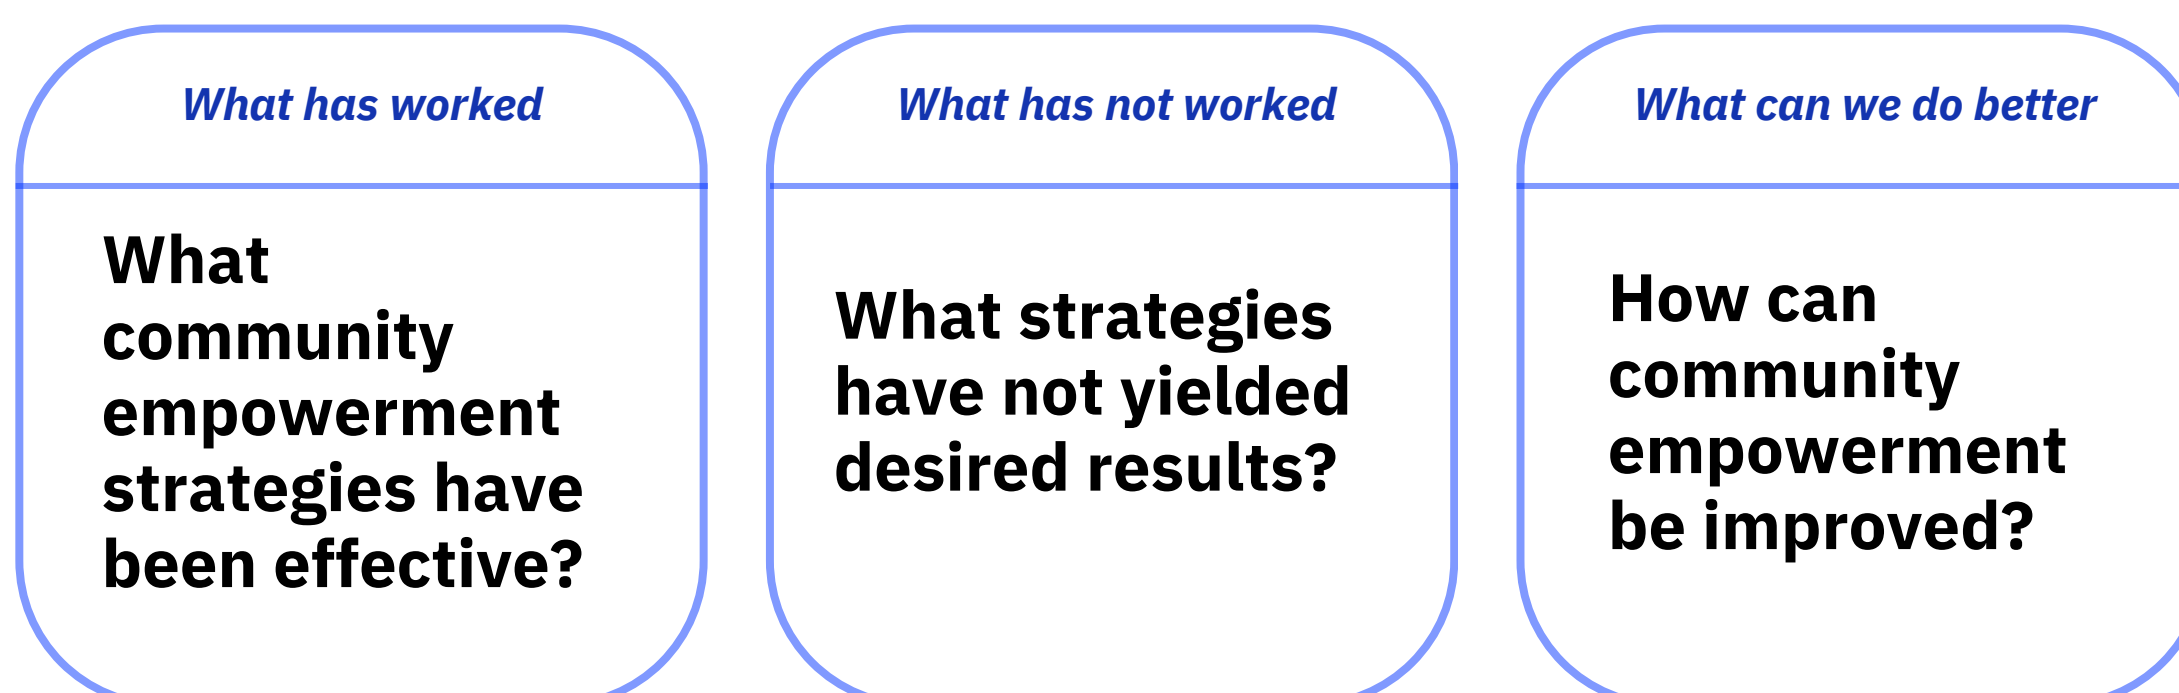 What has worked
What
community
empowerment
strategies have
been effective?
What has not worked
What strategies
have not yielded
desired results?
What can we do better
How can
community
empowerment
be improved?